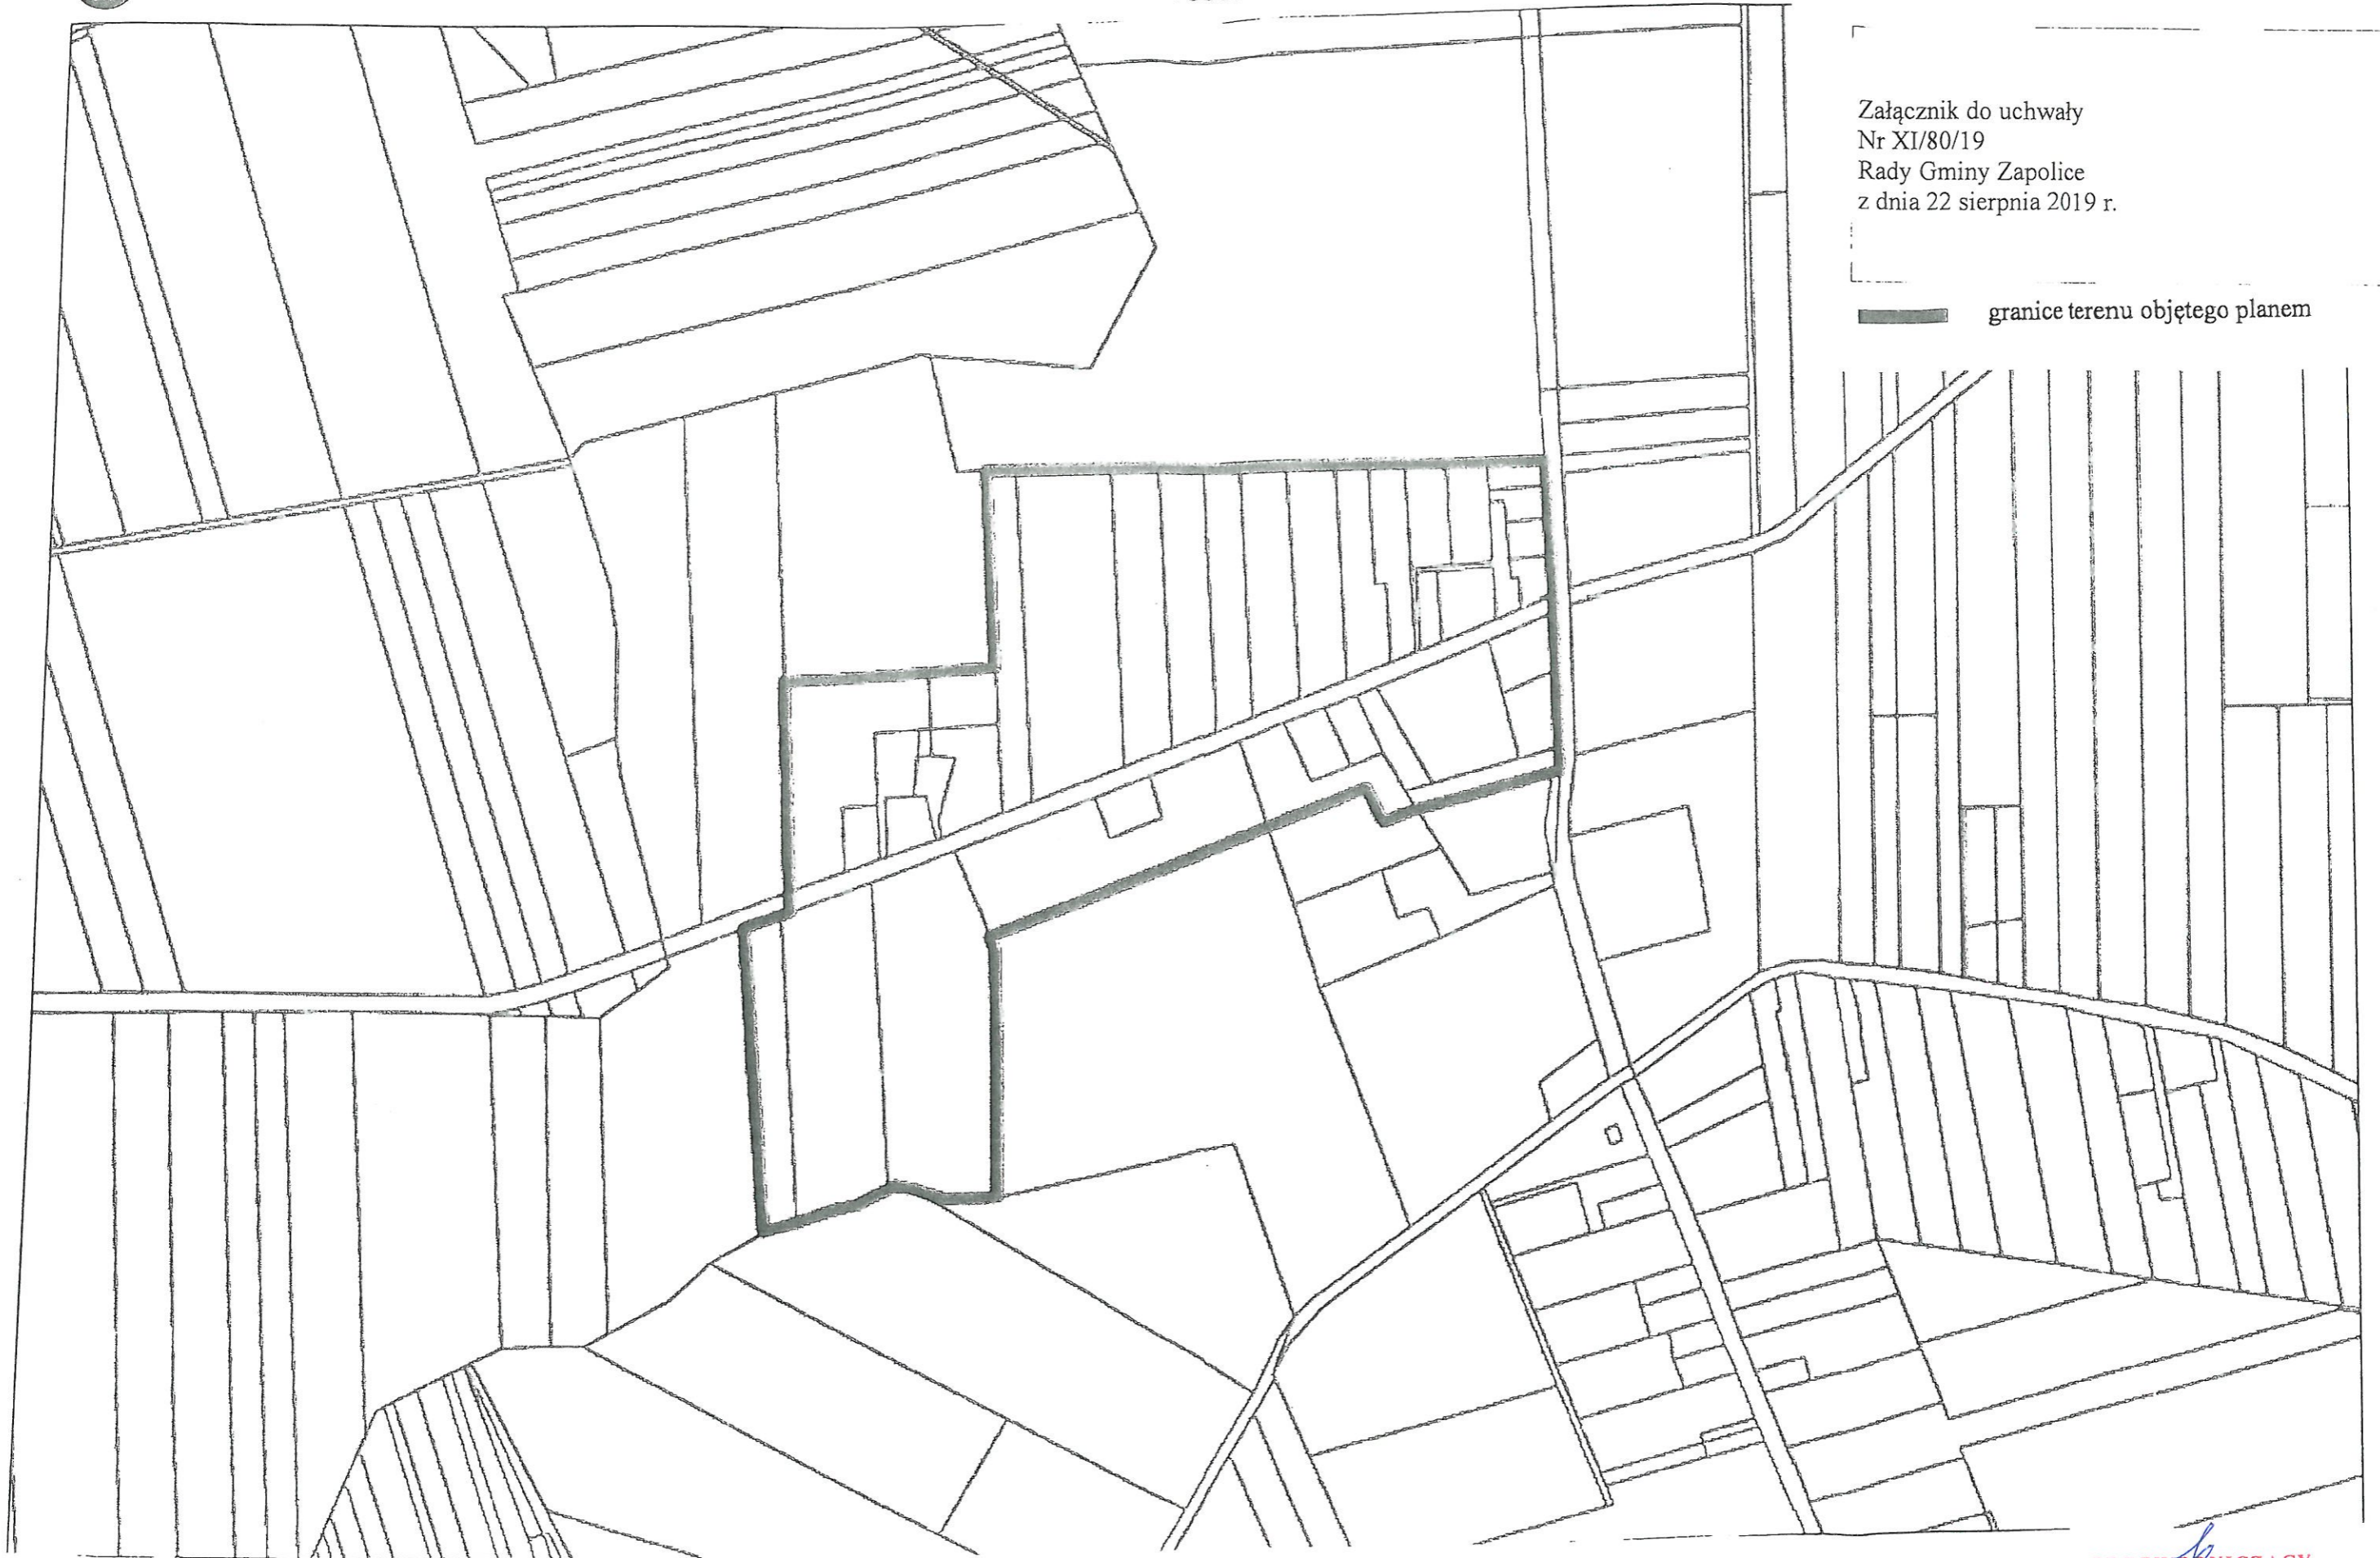 Załącznik do uchwały
Nr XI/80/19
Rady Gminy Zapolice
z dnia 22 sierpnia 2019 r.
granice terenu objętego planem